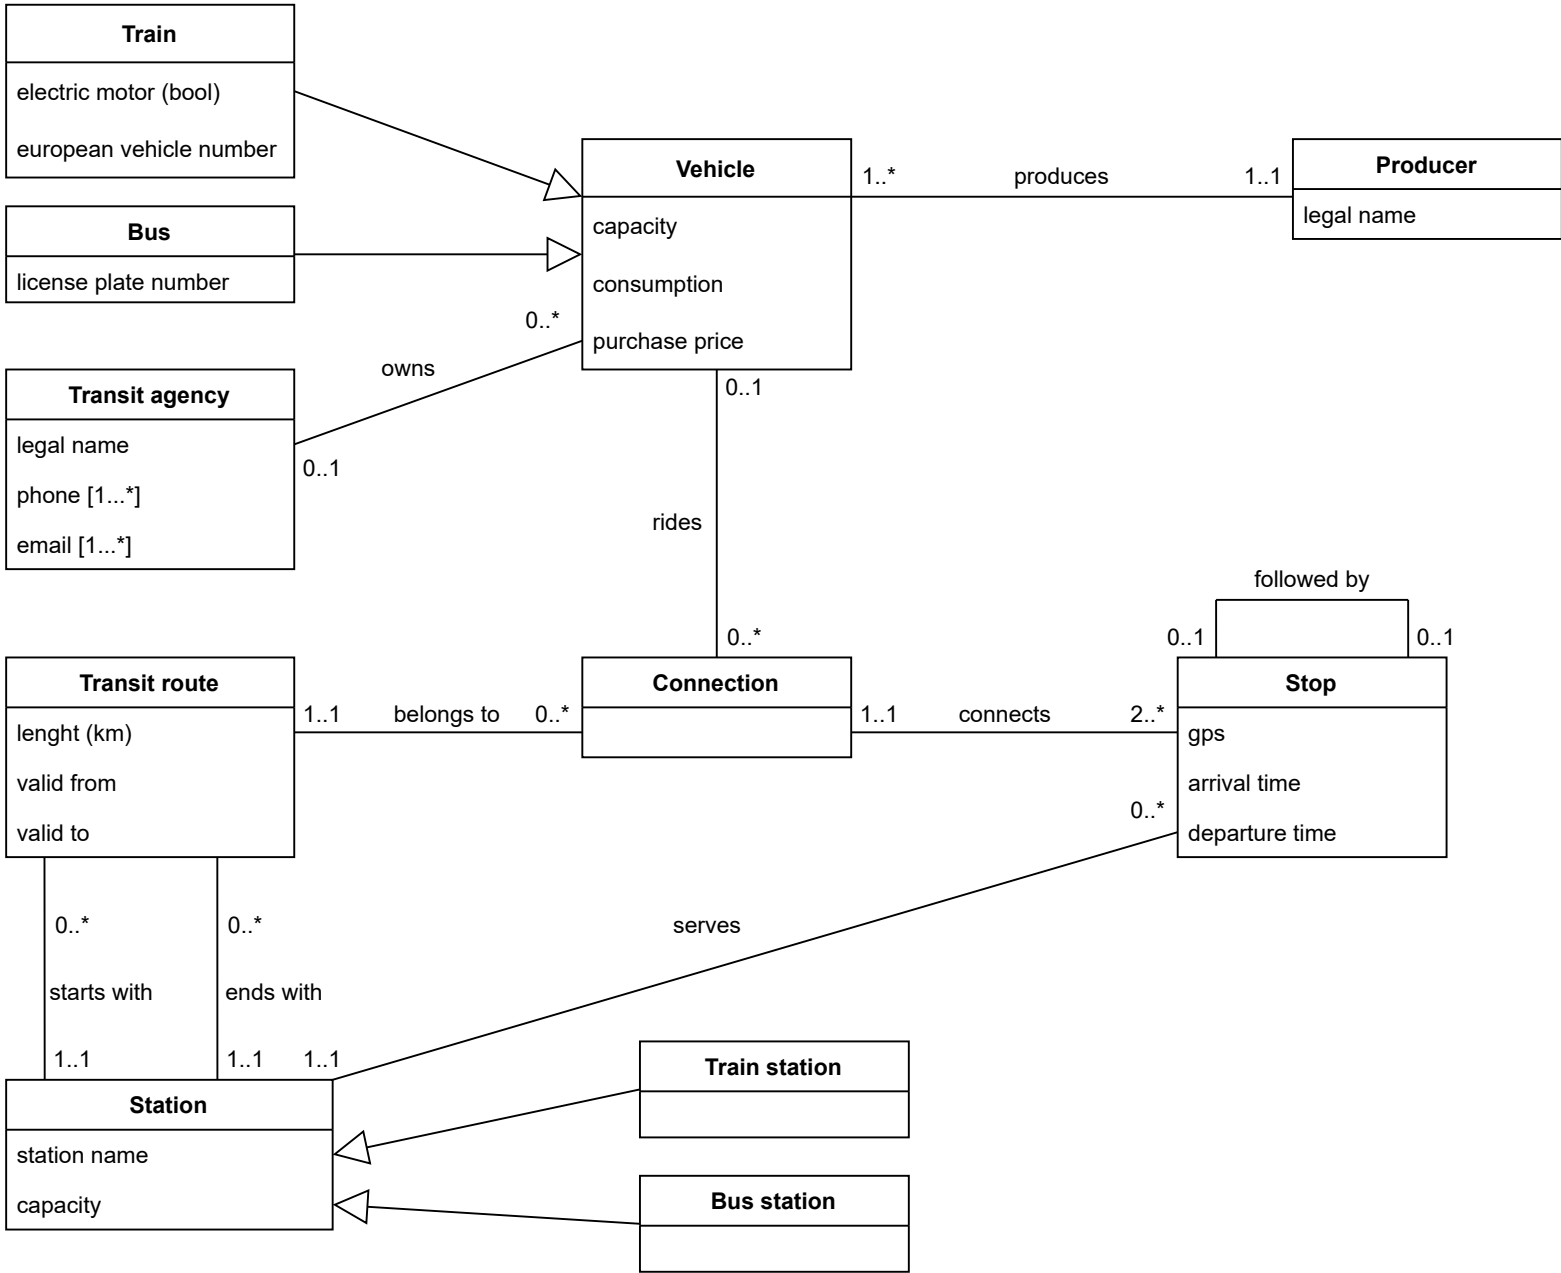 Train
electric motor (bool)
european vehicle number
Vehicle
capacity
consumption
purchase price
1..*
produces
1..1
Producer
legal name
Bus
license plate number
0..*
owns
0..1
Transit agency
legal name
phone [1...*]
email [1...*]
0..1
rides
0..*
followed by
0..1
0..1
Transit route
lenght (km)
valid from
valid to
1..1
belongs to
0..*
Connection
1..1
connects
2..*
Stop
gps
arrival time
departure time
0..*
serves
1..1
0..*
starts with
1..1
0..*
ends with
1..1
Station
station name
capacity
Train station
Bus station